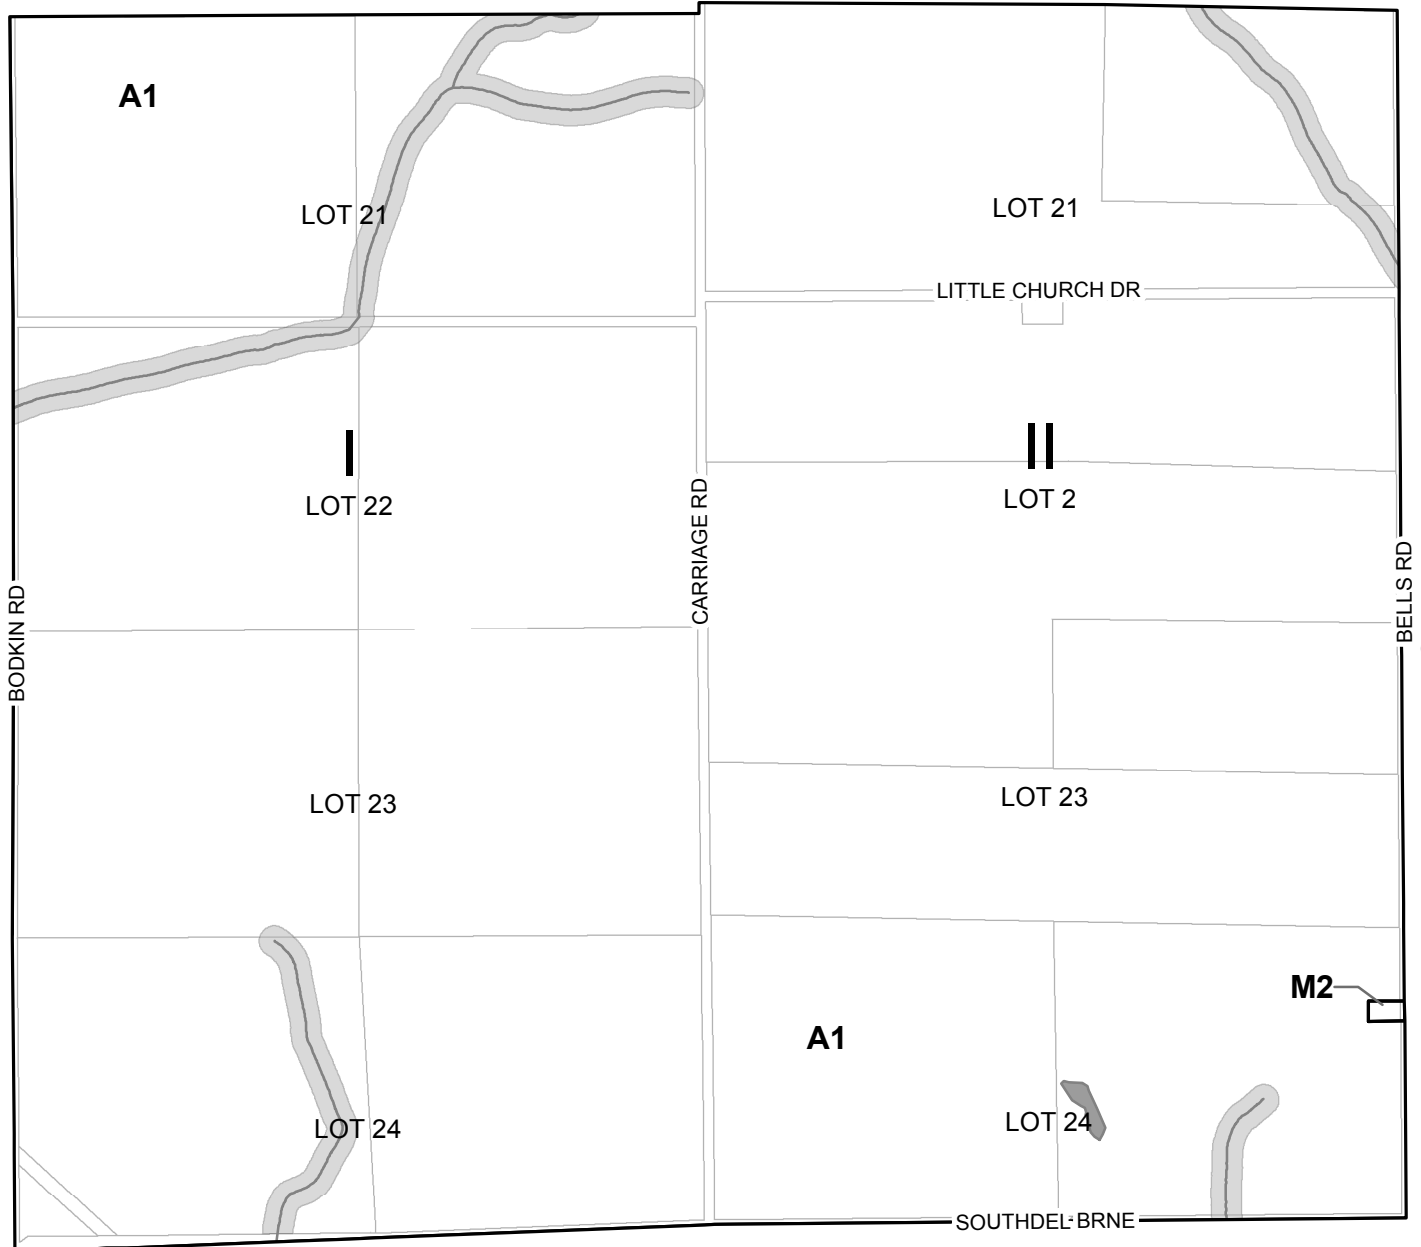 A1
LOT 21
LOT 21
LITTLE CHURCH DR
I
II
LOT 22
LOT 2
CARRIAGE RD
BODKIN RD
BELLS RD
LOT 23
LOT 23
M2
A1
LOT 24
LOT 24
SOUTHDEL BRNE